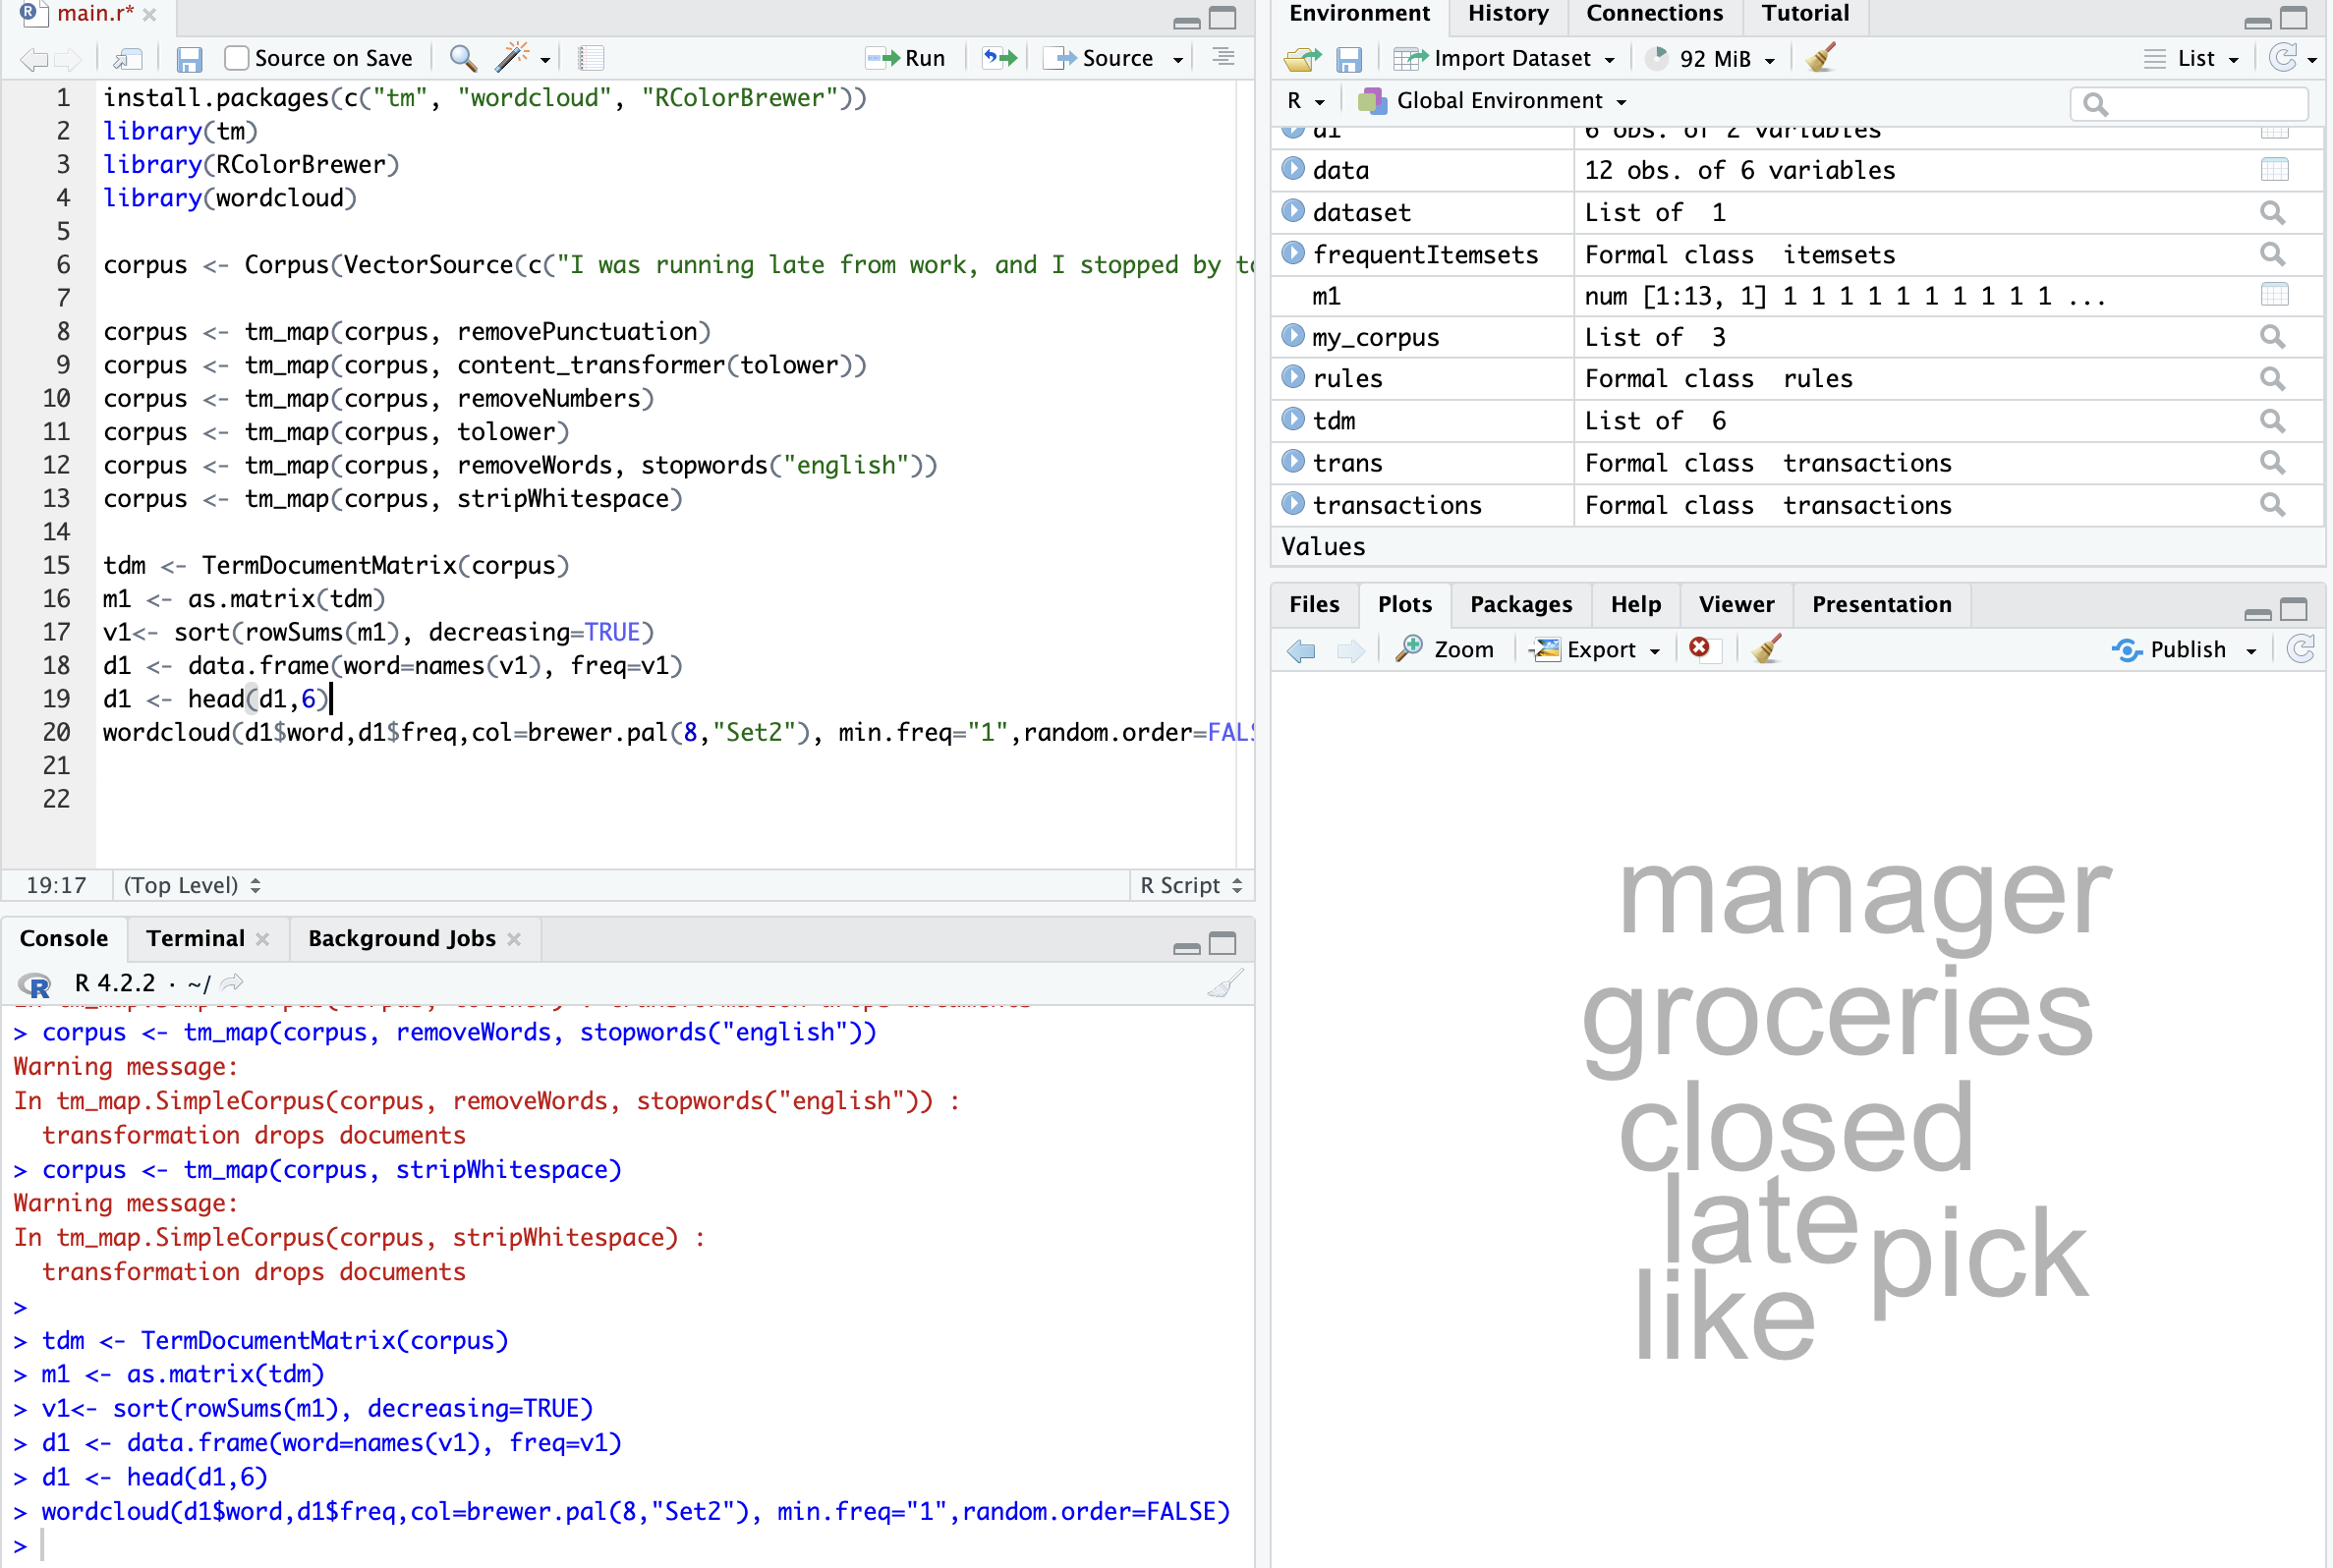 main.r*
Source on Save
Run
Source
1 install.packages(c("tm", "wordcloud", "RColorBrewer"))
2 library(tm)
3 library(RColorBrewer)
4 library(wordcloud)
5
6 corpus <- Corpus(VectorSource(c("I was running late from work, and I stopped by to
7
8 corpus <- tm_map(corpus, removePunctuation)
9 corpus <- tm_map(corpus, content_transformer(tolower))
10 corpus <- tm_map(corpus, removeNumbers)
11 corpus <- tm_map(corpus, tolower)
12 corpus <- tm_map(corpus, removeWords, stopwords("english"))
13 corpus <- tm_map(corpus, stripWhitespace)
14
15 tdm <- TermDocumentMatrix(corpus)
16 m1 <- as.matrix(tdm)
17 v1<- sort(rowSums(m1), decreasing=TRUE)
18 d1 <- data.frame(word=names(v1), freq=v1)
19 d1 <- head(d1,6)
20 wordcloud(d1$word,d1$freq,col=brewer.pal(8,"Set2"), min.freq="1",random.order=FALS
21
22
19:17 (Top Level) R Script
Console Terminal Background Jobs
R 4.2.2 · ~/
In tm_map.SimpleCorpus(corpus, tolower) : transformation drops documents
> corpus <- tm_map(corpus, removeWords, stopwords("english"))
Warning message:
In tm_map.SimpleCorpus(corpus, removeWords, stopwords("english")) :
transformation drops documents
> corpus <- tm_map(corpus, stripWhitespace)
Warning message:
In tm_map.SimpleCorpus(corpus, stripWhitespace) :
transformation drops documents
>
> tdm <- TermDocumentMatrix(corpus)
> m1 <- as.matrix(tdm)
> v1<- sort(rowSums(m1), decreasing=TRUE)
> d1 <- data.frame(word=names(v1), freq=v1)
> d1 <- head(d1,6)
> wordcloud(d1$word,d1$freq,col=brewer.pal(8,"Set2"), min.freq="1",random.order=FALSE)
>
Environment History Connections Tutorial
Import Dataset 92 MiB List
R Global Environment
d1 6 obs. of 2 variables
data 12 obs. of 6 variables
dataset List of 1
frequentItemsets Formal class itemsets
m1 num [1:13, 1] 1 1 1 1 1 1 1 1 1 1 ...
my_corpus List of 3
rules Formal class rules
tdm List of 6
trans Formal class transactions
transactions Formal class transactions
Values
Files Plots Packages Help Viewer Presentation
Zoom Export Publish
manager
groceries
closed
late
pick
like